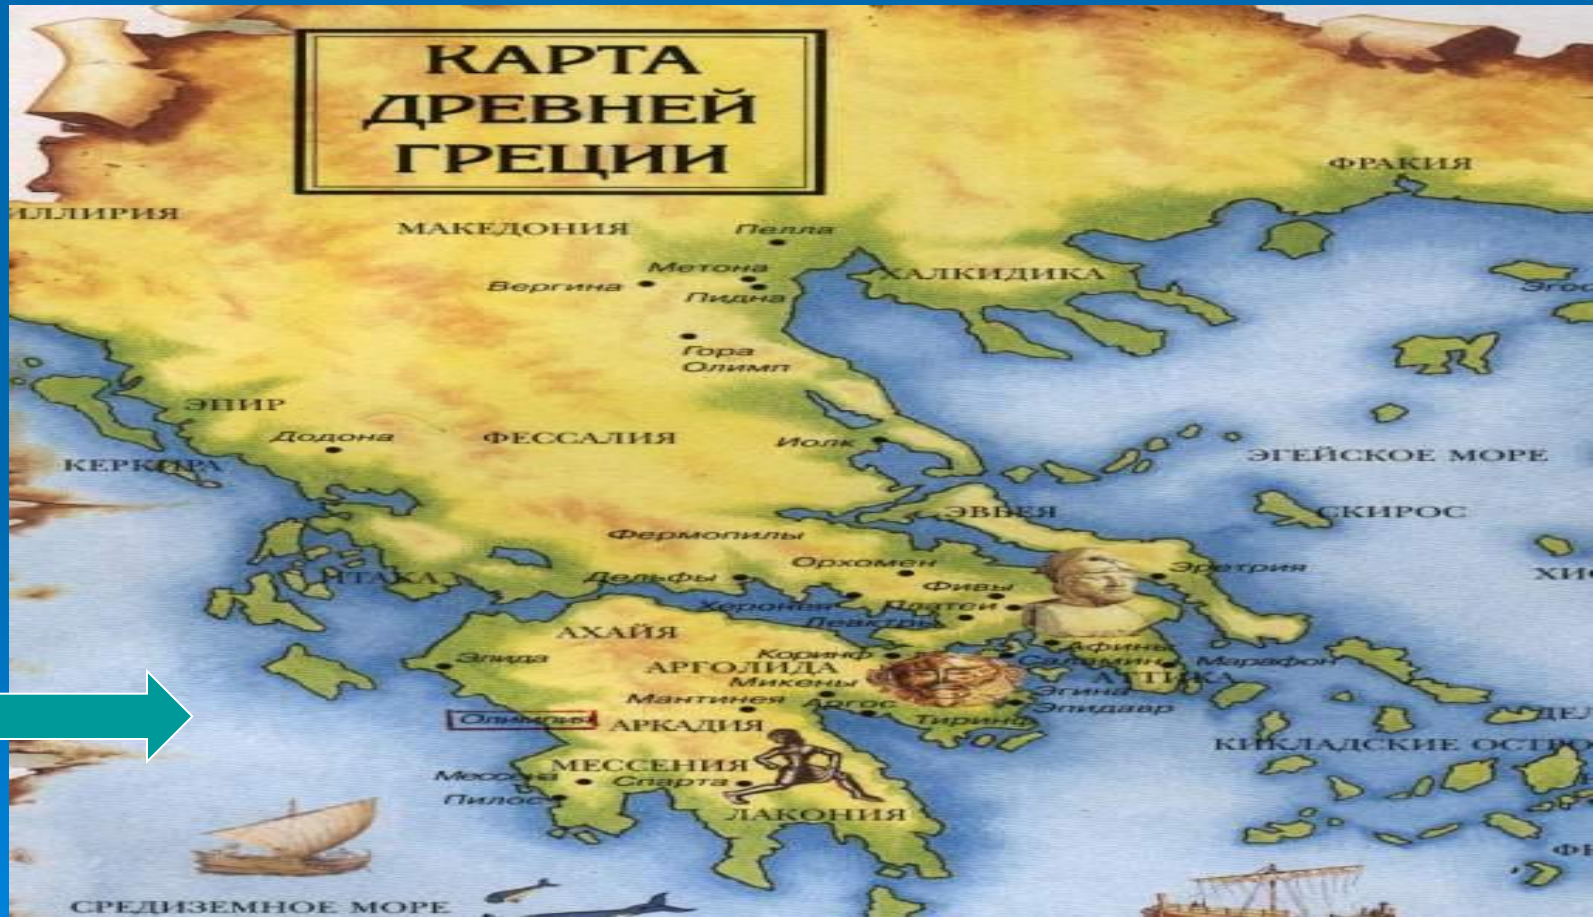 КАРТА
ДРЕВНЕЙ
ГРЕЦИИ
ФРАКИЯ
ИЛЛИРИЯ
МАКЕДОНИЯ
Пелла
Метона
ХАЛКИДИКА
Вергина
Пидна
Гора
Олимп
ЭПИР
Додона
ФЕССАЛИЯ
Иолк
ЭГЕЙСКОЕ МОРЕ
КЕРКИРА
ЭВБЕЯ
СКИРОС
Фермопилы
Орхомен
Эретрия
ИТАКА
Дельфы
Фивы
Херонея
Платеи
Левктры
АХАЙЯ
Коринф
Афины
Элида
АРГОЛИДА
Саламин
Марафон
Микены
АТТИКА
Мантинея
Аргос
Эгина
Эпидавр
Олимпия
АРКАДИЯ
Тиринф
КИКЛАДСКИЕ
МЕССЕНИЯ
Мессена
Спарта
Пилос
ЛАКОНИЯ
СРЕДИЗЕМНОЕ МОРЕ